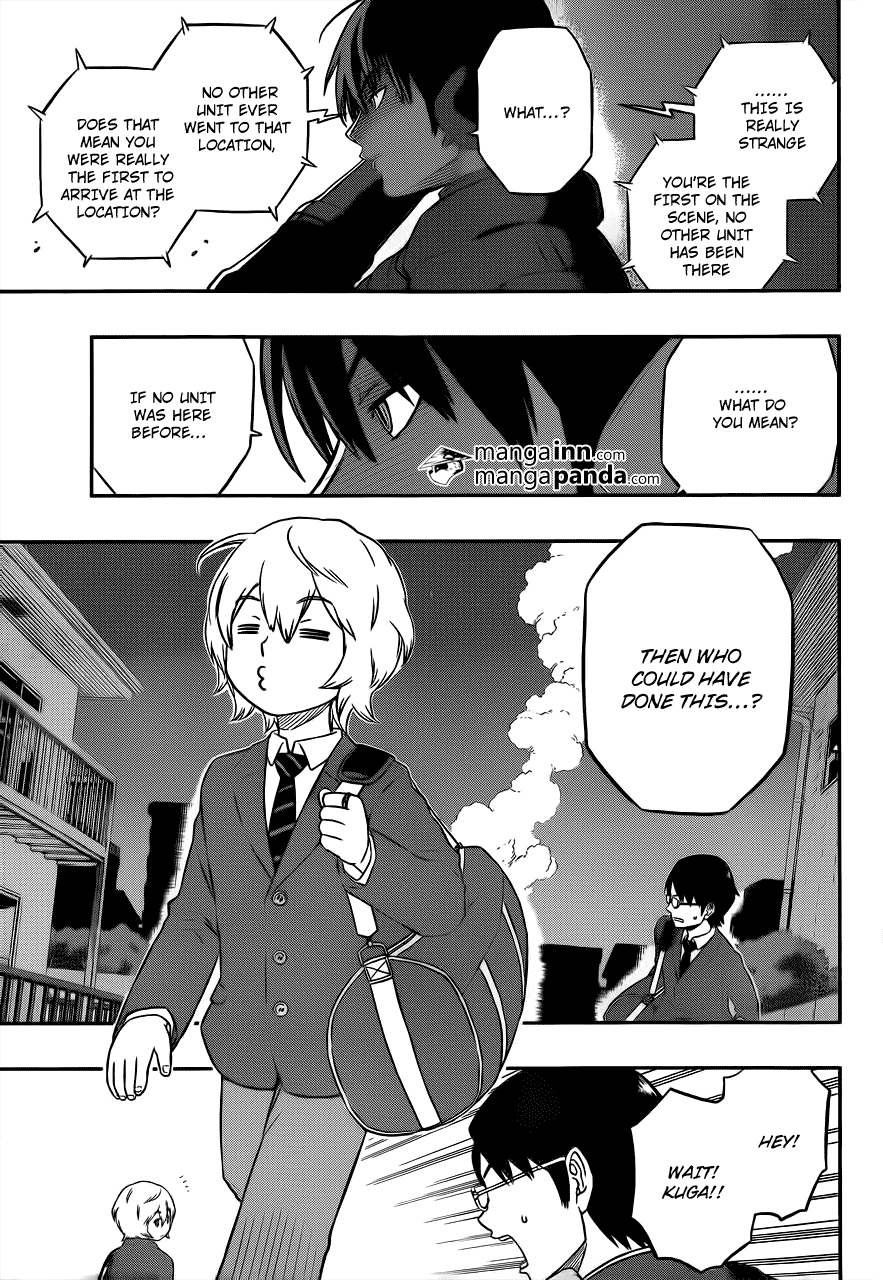 ......
THIS IS
REALLY
STRANGE
YOU'RE THE
FIRST ON THE
SCENE, NO
OTHER UNIT
HAS BEEN
THERE
WHAT...?
NO OTHER
UNIT EVER
WENT TO THAT
LOCATION,
DOES THAT
MEAN YOU
WERE REALLY
THE FIRST TO
ARRIVE AT THE
LOCATION?
......
WHAT DO
YOU MEAN?
IF NO UNIT
WAS HERE
BEFORE...
mangainn.com
mangapanda.com
THEN WHO
COULD HAVE
DONE THIS...?
HEY!
WAIT!
KUGA!!